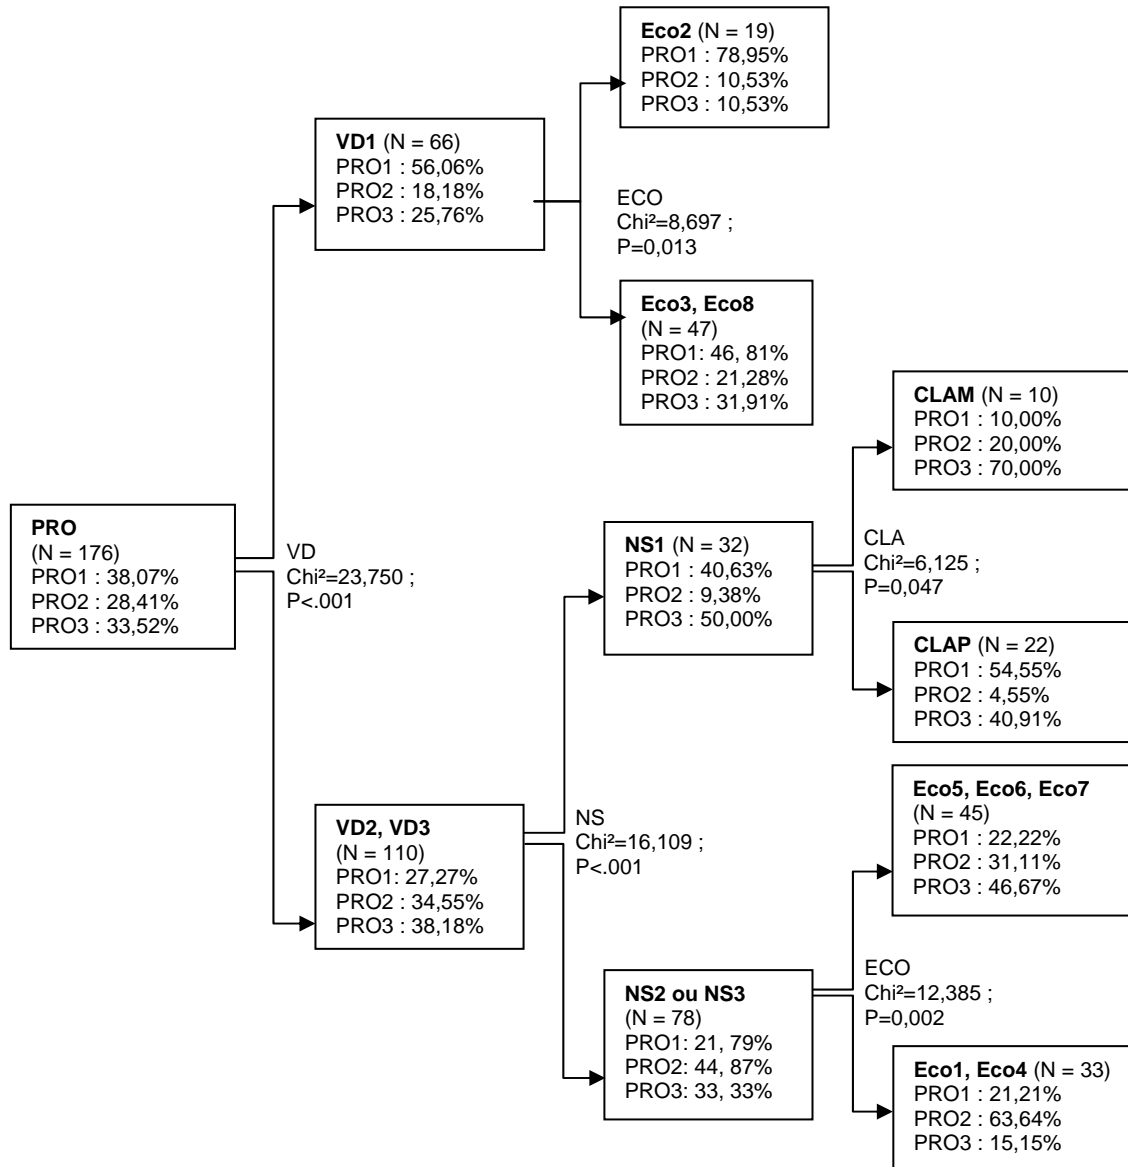 PRO
(N = 176)
PRO1 : 38,07%
PRO2 : 28,41%
PRO3 : 33,52%
VD
Chi²=23,750 ;
P<.001
VD1 (N = 66)
PRO1 : 56,06%
PRO2 : 18,18%
PRO3 : 25,76%
ECO
Chi²=8,697 ;
P=0,013
Eco2 (N = 19)
PRO1 : 78,95%
PRO2 : 10,53%
PRO3 : 10,53%
Eco3, Eco8
(N = 47)
PRO1: 46, 81%
PRO2 : 21,28%
PRO3 : 31,91%
VD2, VD3
(N = 110)
PRO1: 27,27%
PRO2 : 34,55%
PRO3 : 38,18%
NS
Chi²=16,109 ;
P<.001
NS1 (N = 32)
PRO1 : 40,63%
PRO2 : 9,38%
PRO3 : 50,00%
CLA
Chi²=6,125 ;
P=0,047
CLAM (N = 10)
PRO1 : 10,00%
PRO2 : 20,00%
PRO3 : 70,00%
CLAP (N = 22)
PRO1 : 54,55%
PRO2 : 4,55%
PRO3 : 40,91%
NS2 ou NS3
(N = 78)
PRO1: 21, 79%
PRO2: 44, 87%
PRO3: 33, 33%
ECO
Chi²=12,385 ;
P=0,002
Eco5, Eco6, Eco7
(N = 45)
PRO1 : 22,22%
PRO2 : 31,11%
PRO3 : 46,67%
Eco1, Eco4 (N = 33)
PRO1 : 21,21%
PRO2 : 63,64%
PRO3 : 15,15%